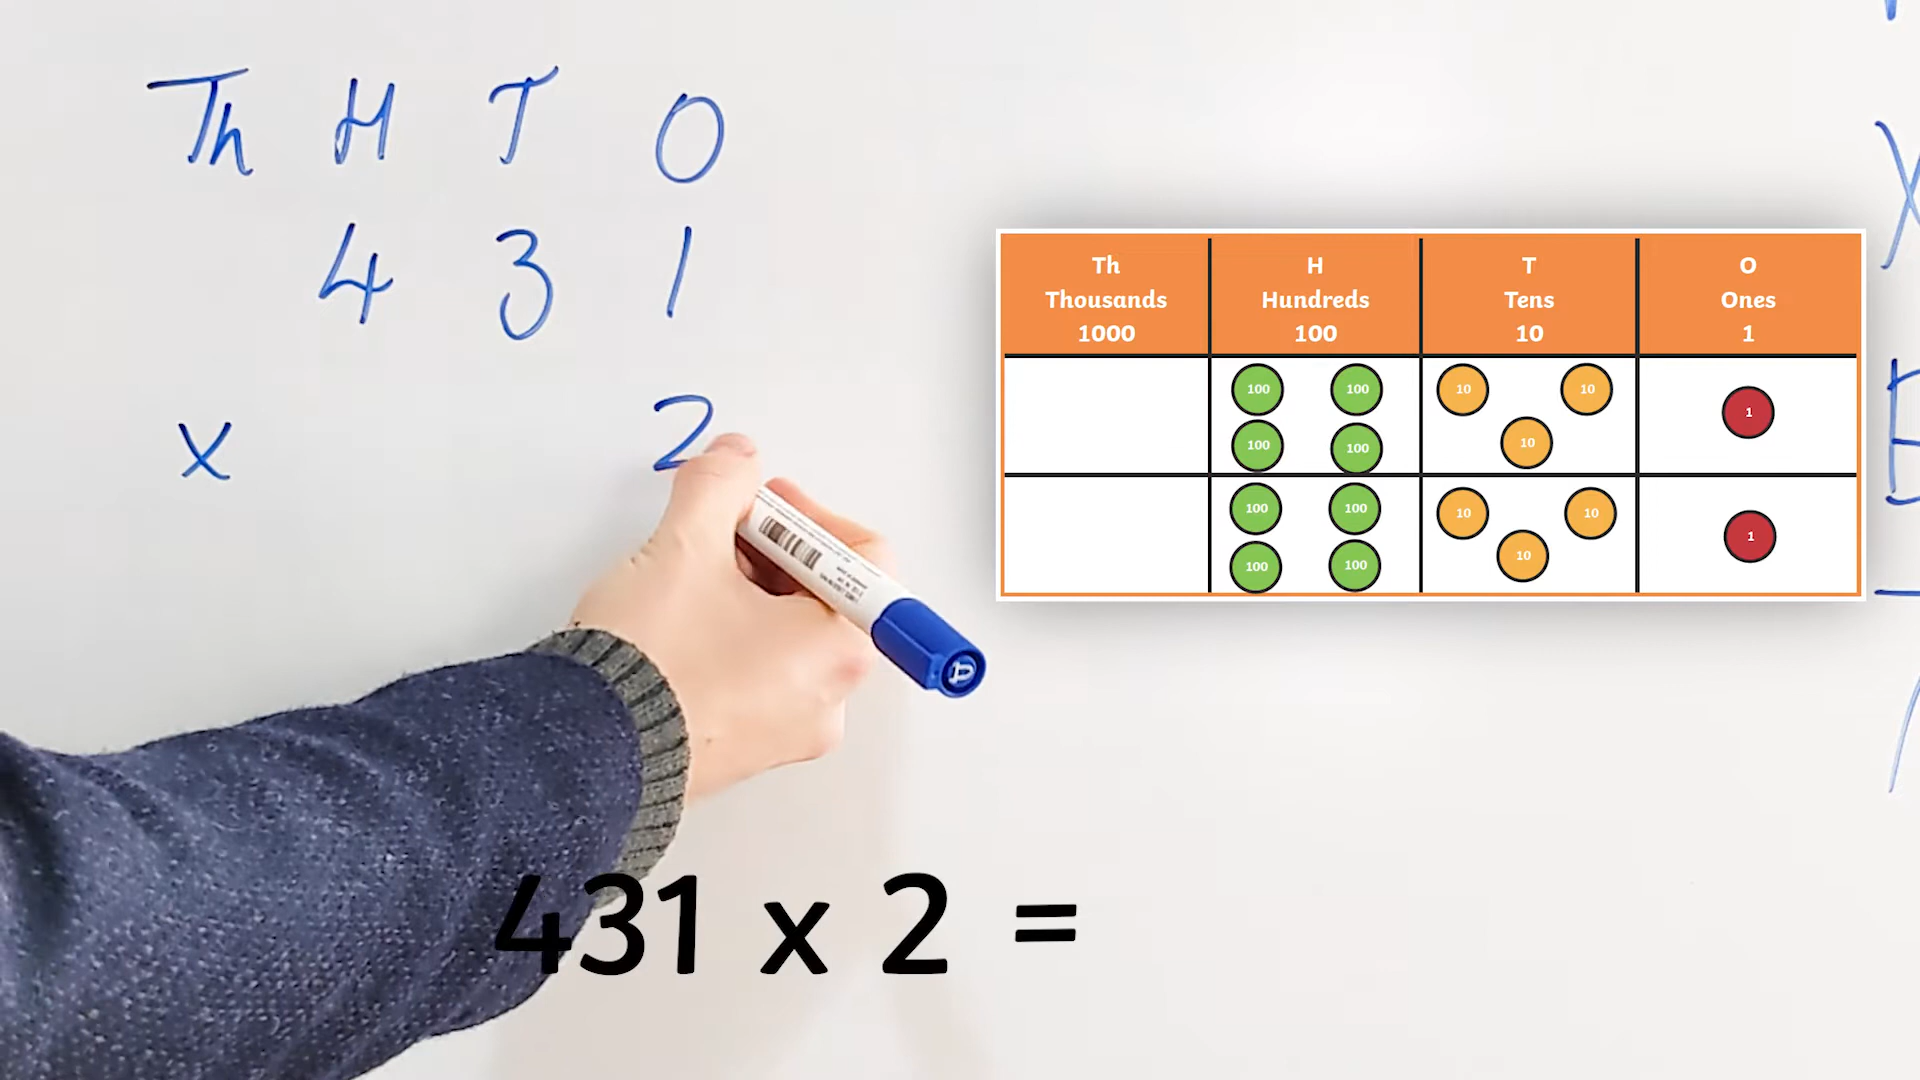 Th H T O
4 3 1
x 2
Th H T O
Thousands Hundreds Tens Ones
1000 100 10 1
100 100 10 10 1
100 100 10
100 100 10 10 1
100 100 10
431 x 2 =